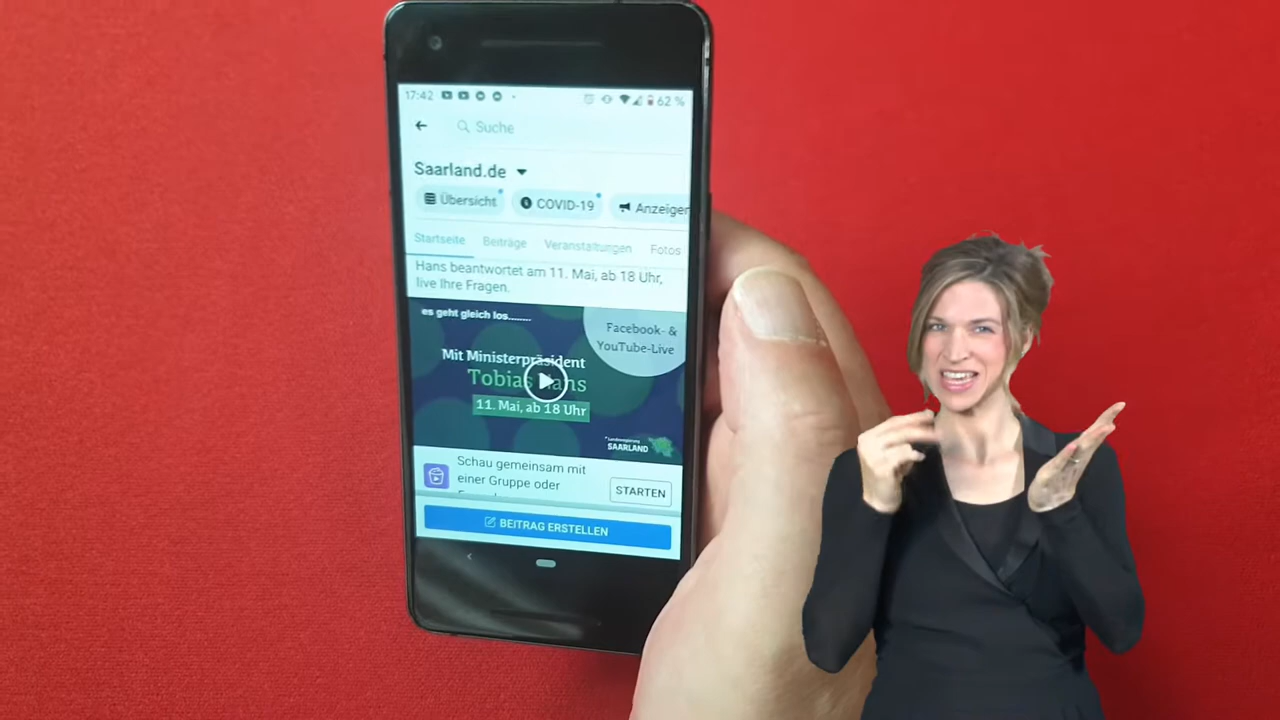 17:42
62 %
Suche
Saarland.de
Übersicht
COVID-19
Anzeigen
Startseite
Beiträge
Veranstaltungen
Fotos
Hans beantwortet am 11. Mai, ab 18 Uhr,
live Ihre Fragen.
es geht gleich los........
Facebook- &
YouTube-Live
Mit Ministerpräsident
Tobias Hans
11. Mai, ab 18 Uhr
Landesregierung
SAARLAND
Schau gemeinsam mit
einer Gruppe oder
STARTEN
BEITRAG ERSTELLEN